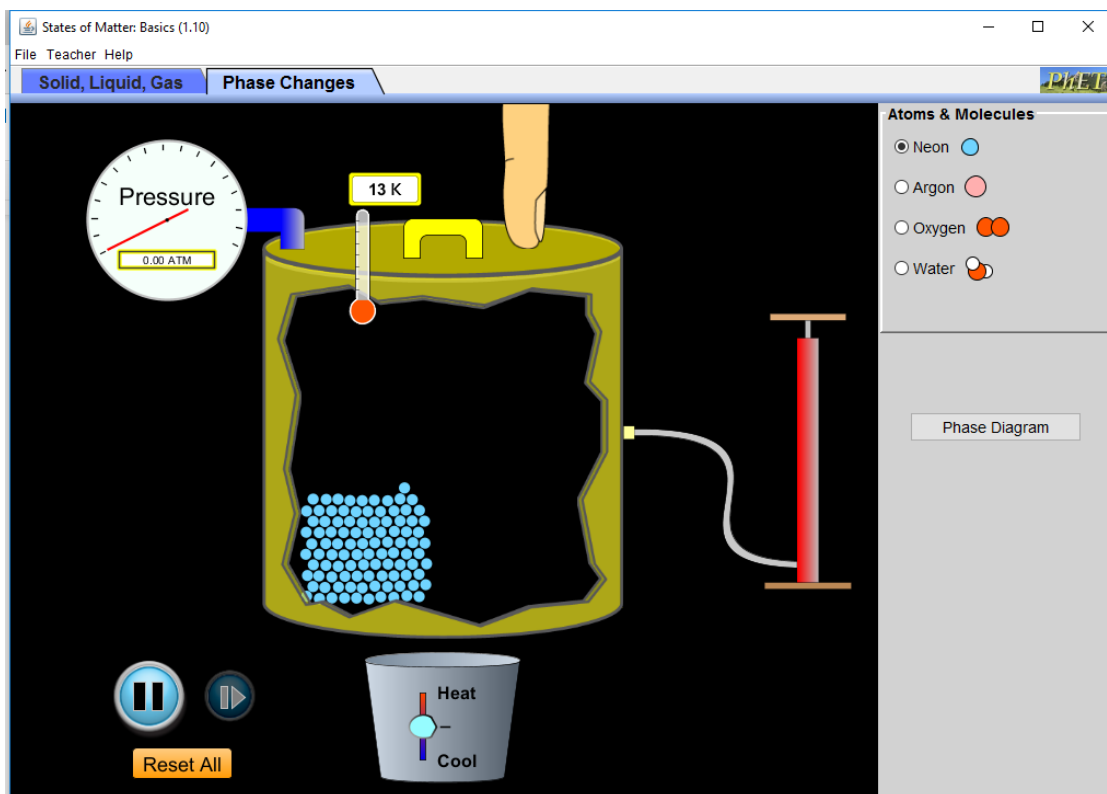 States of Matter: Basics (1.10)
File Teacher Help
Solid, Liquid, Gas
Phase Changes
PhET
Atoms & Molecules
Neon
Argon
Oxygen
Water
Phase Diagram
Pressure
0.00 ATM
13 K
Heat
Cool
Reset All